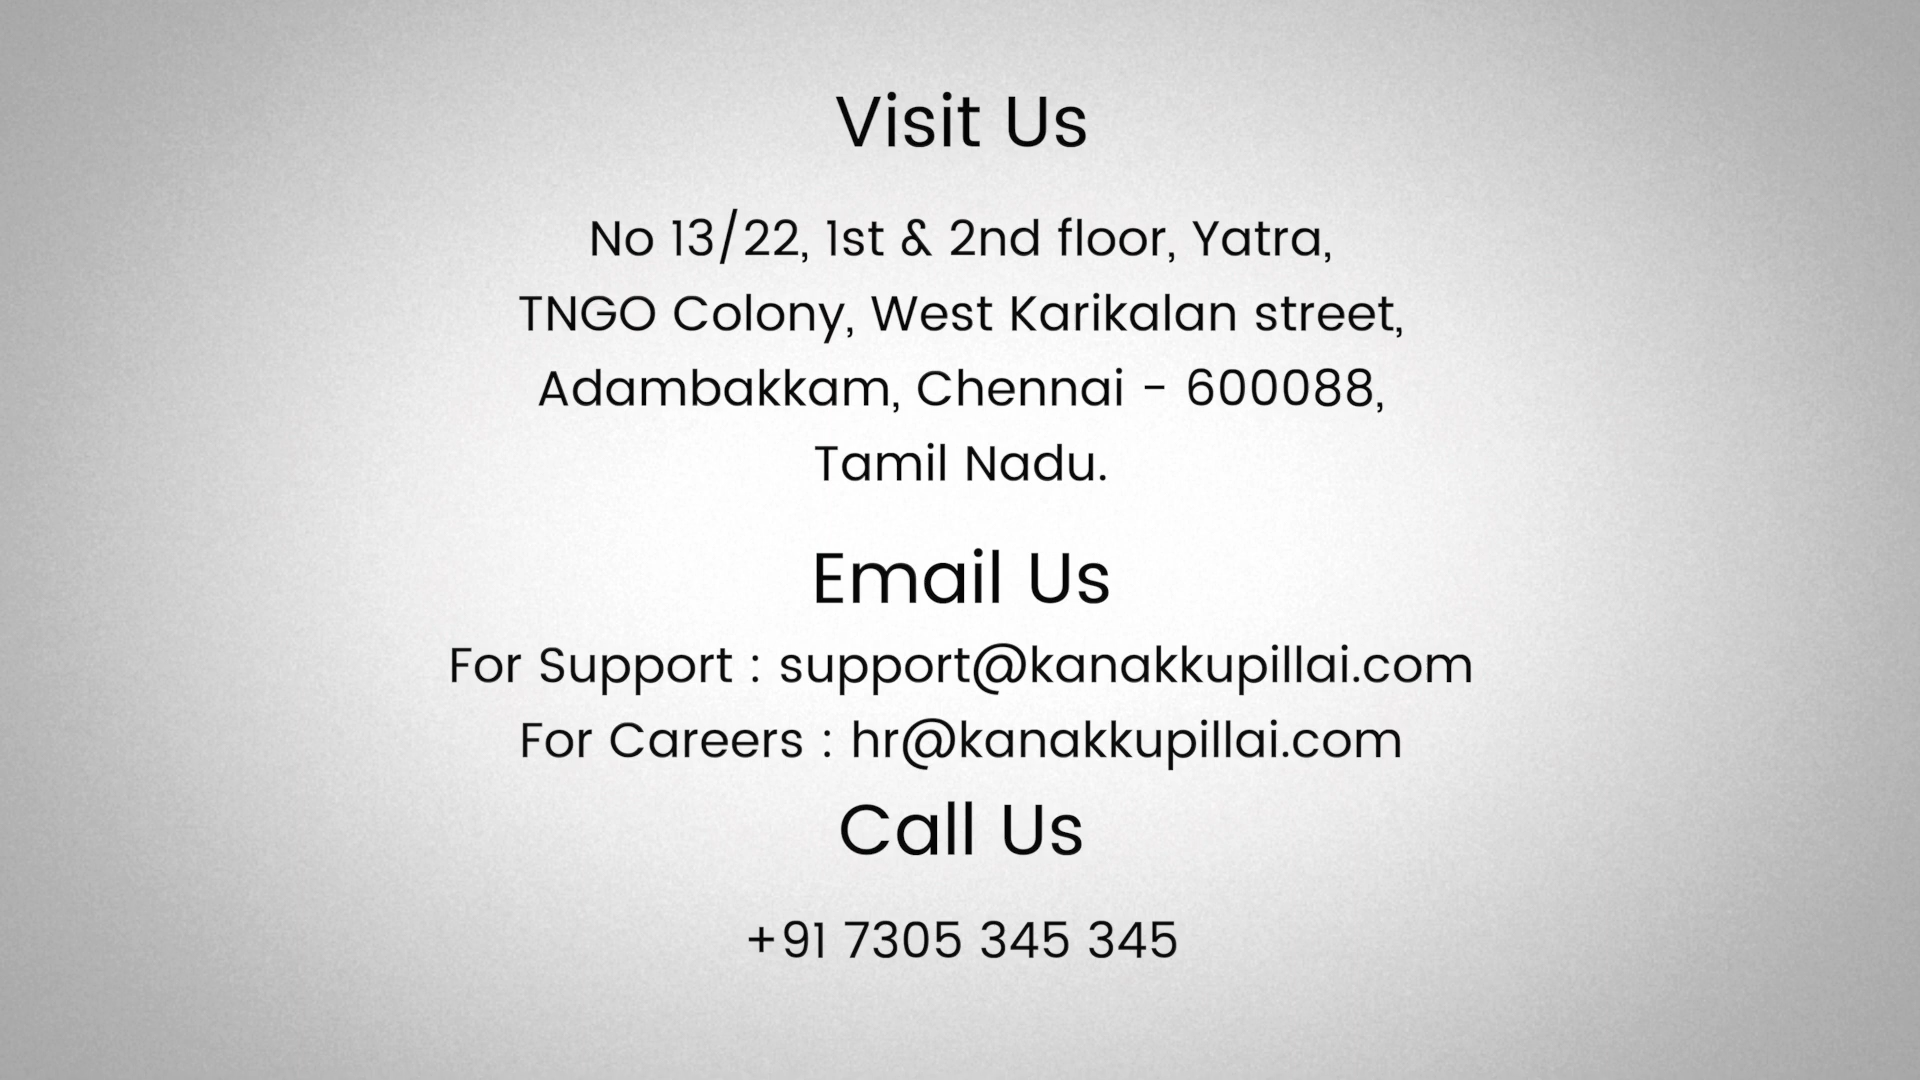 Visit Us
No 13/22, 1st & 2nd floor, Yatra,
TNGO Colony, West Karikalan street,
Adambakkam, Chennai - 600088,
Tamil Nadu.
Email Us
For Support : support@kanakkupillai.com
For Careers : hr@kanakkupillai.com
Call Us
+91 7305 345 345